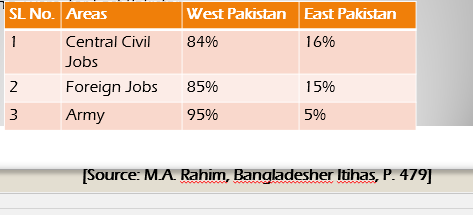 SL No. Areas West Pakistan East Pakistan
1 Central Civil Jobs 84% 16%
2 Foreign Jobs 85% 15%
3 Army 95% 5%
[Source: M.A. Rahim, Bangladesher Itihas, P. 479]